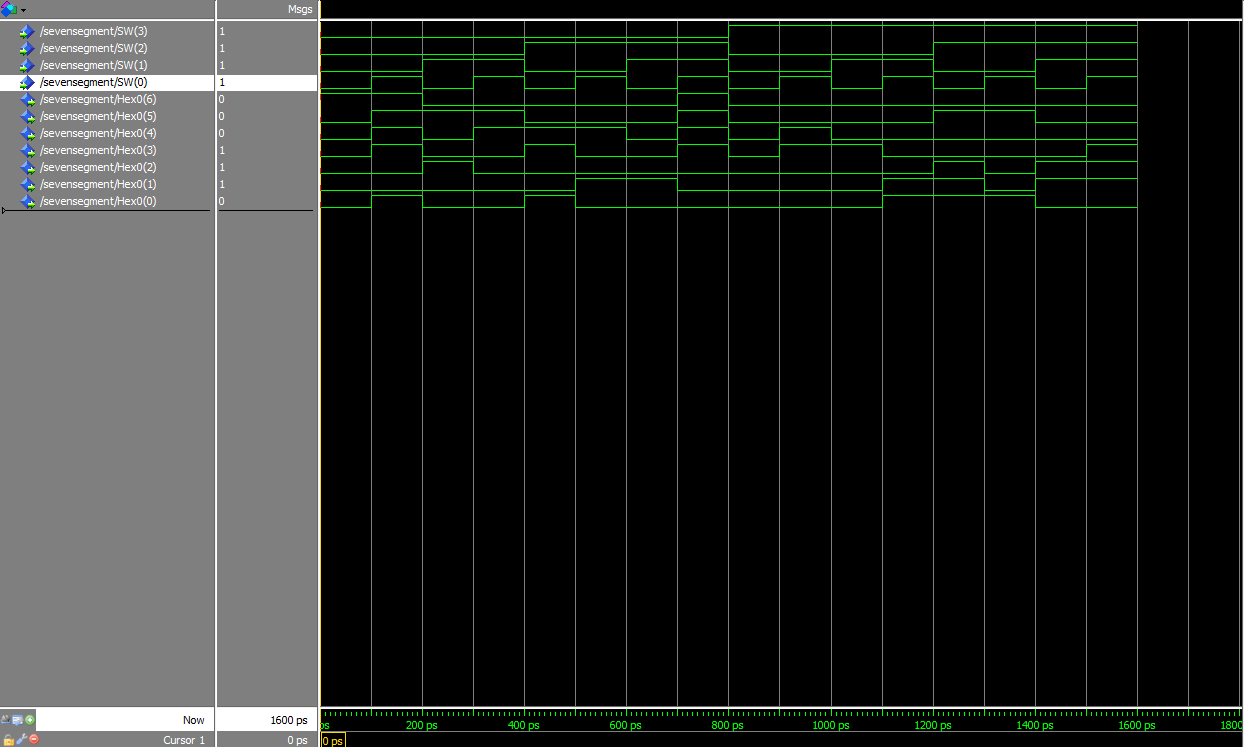 Msgs
/sevensegment/SW(3) 1
/sevensegment/SW(2) 1
/sevensegment/SW(1) 1
/sevensegment/SW(0) 1
/sevensegment/Hex0(6) 0
/sevensegment/Hex0(5) 0
/sevensegment/Hex0(4) 0
/sevensegment/Hex0(3) 1
/sevensegment/Hex0(2) 1
/sevensegment/Hex0(1) 1
/sevensegment/Hex0(0) 0
Now 1600 ps ps 200 ps 400 ps 600 ps 800 ps 1000 ps 1200 ps 1400 ps 1600 ps 1800
Cursor 1 0 ps 0 ps